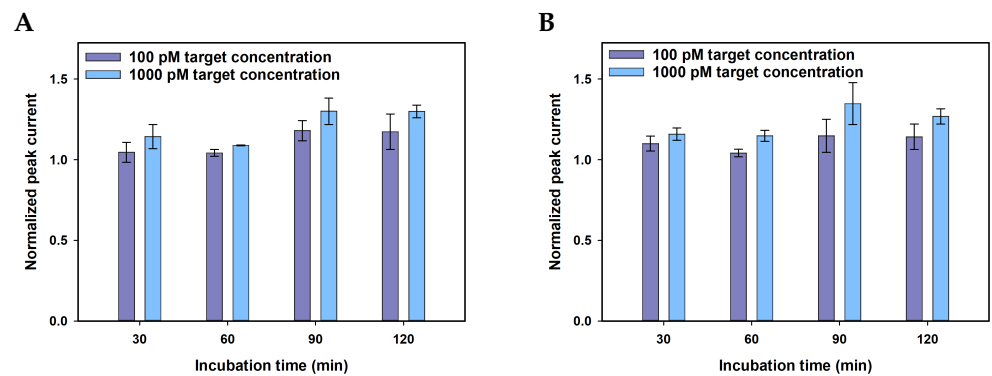 A
100 pM target concentration
1000 pM target concentration
1.5
1.0
0.5
0.0
Normalized peak current
30 60 90 120
Incubation time (min)
B
100 pM target concentration
1000 pM target concentration
1.5
1.0
0.5
0.0
Normalized peak current
30 60 90 120
Incubation time (min)